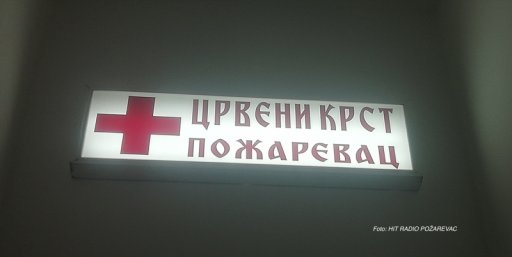 ЦРВЕНИ КРСТ
ПОЖАРЕВАЦ
Foto: HIT RADIO POŽAREVAC